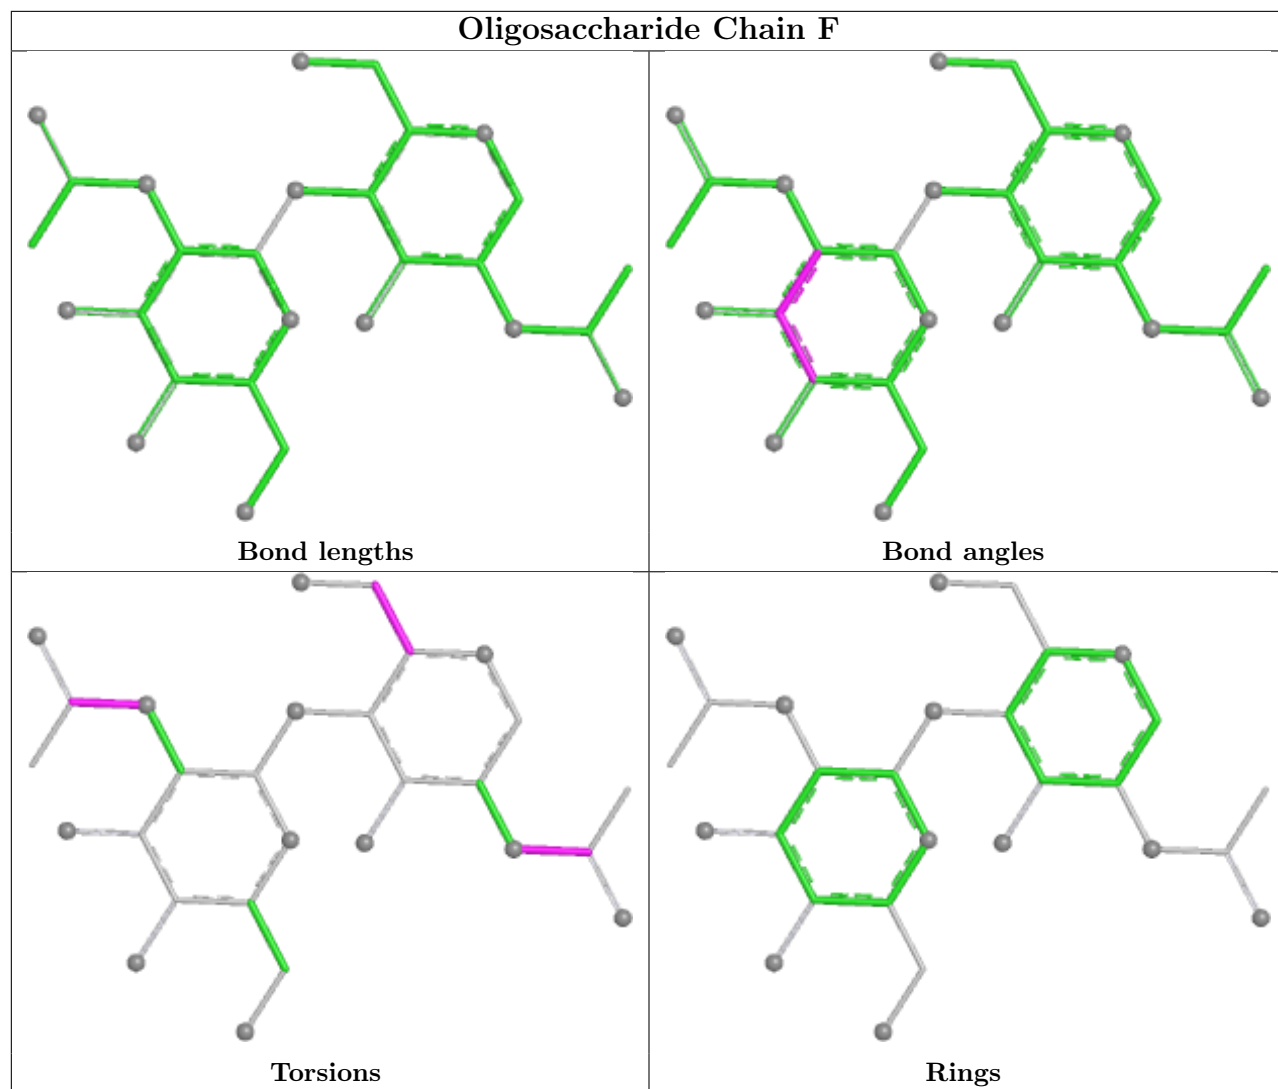 Oligosaccharide Chain F
Bond lengths
Bond angles
Torsions
Rings